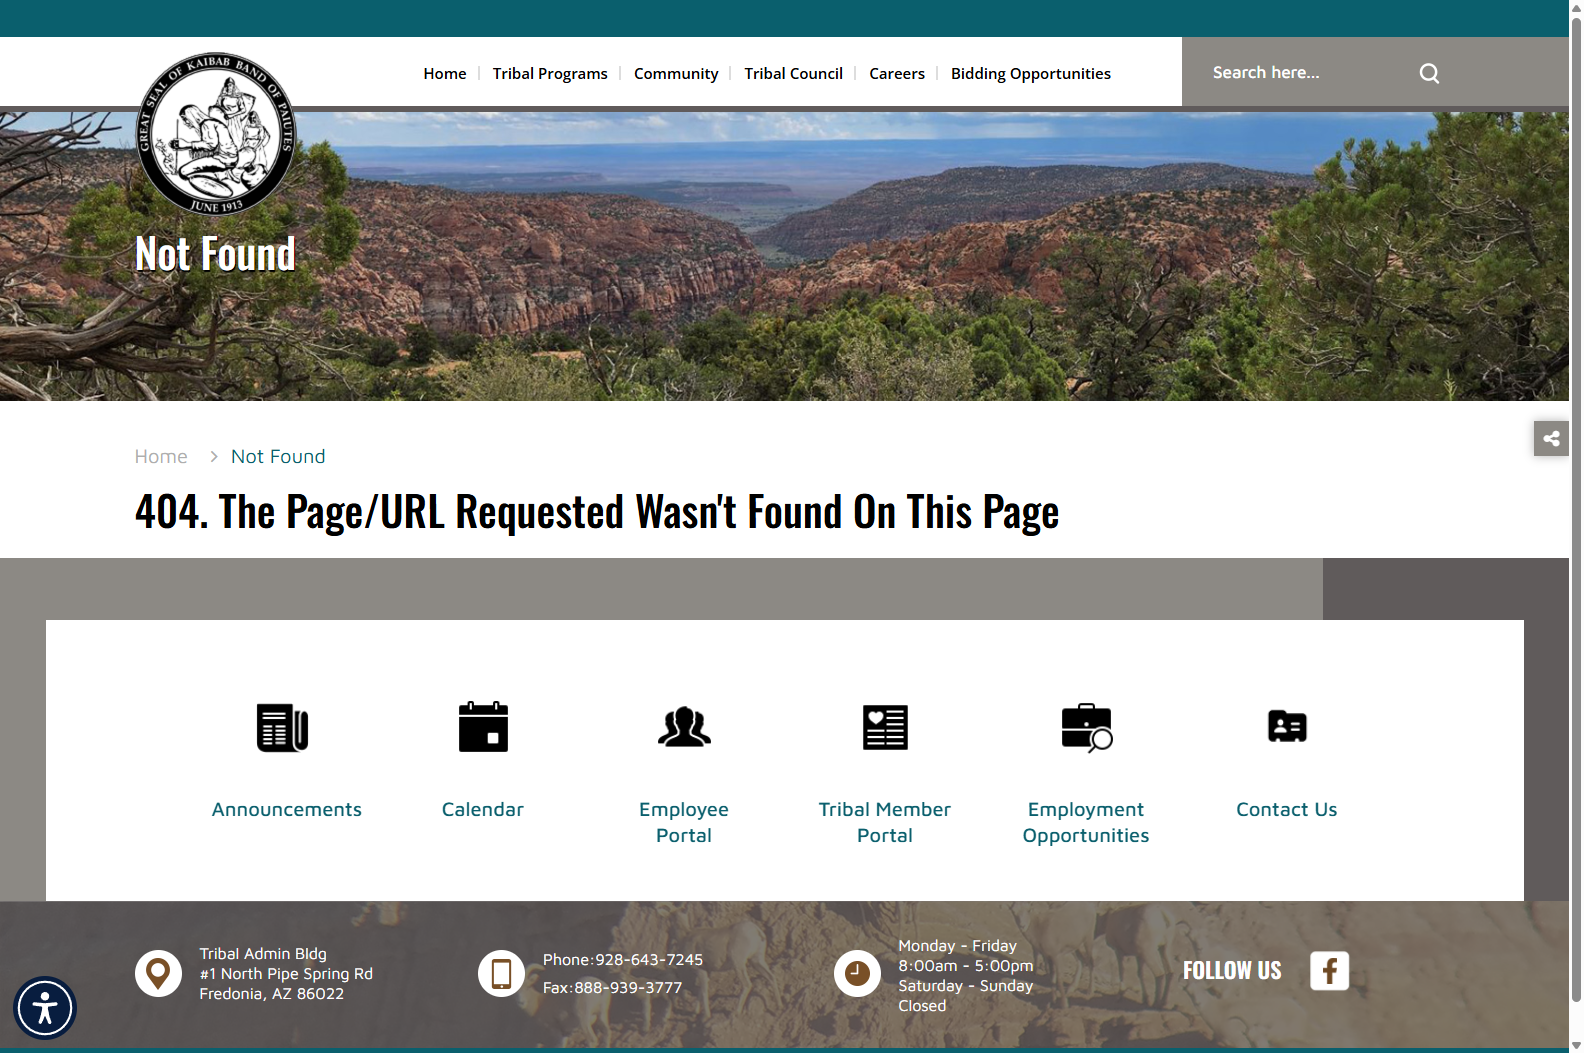 GREAT SEAL OF KAIBAB BAND OF PAIUTES
JUNE 1913
Home
Tribal Programs
Community
Tribal Council
Careers
Bidding Opportunities
Search here...
Not Found
Home > Not Found
404. The Page/URL Requested Wasn't Found On This Page
Announcements
Calendar
Employee
Portal
Tribal Member
Portal
Employment
Opportunities
Contact Us
Tribal Admin Bldg
#1 North Pipe Spring Rd
Fredonia, AZ 86022
Phone:928-643-7245
Fax:888-939-3777
Monday - Friday
8:00am - 5:00pm
Saturday - Sunday
Closed
FOLLOW US